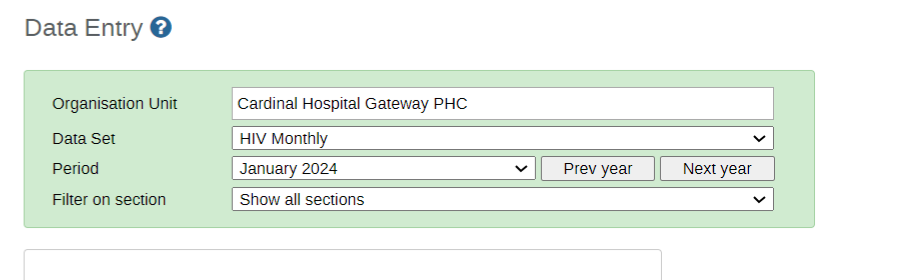 Data Entry ?
Organisation Unit Cardinal Hospital Gateway PHC
Data Set HIV Monthly
Period January 2024 Prev year Next year
Filter on section Show all sections